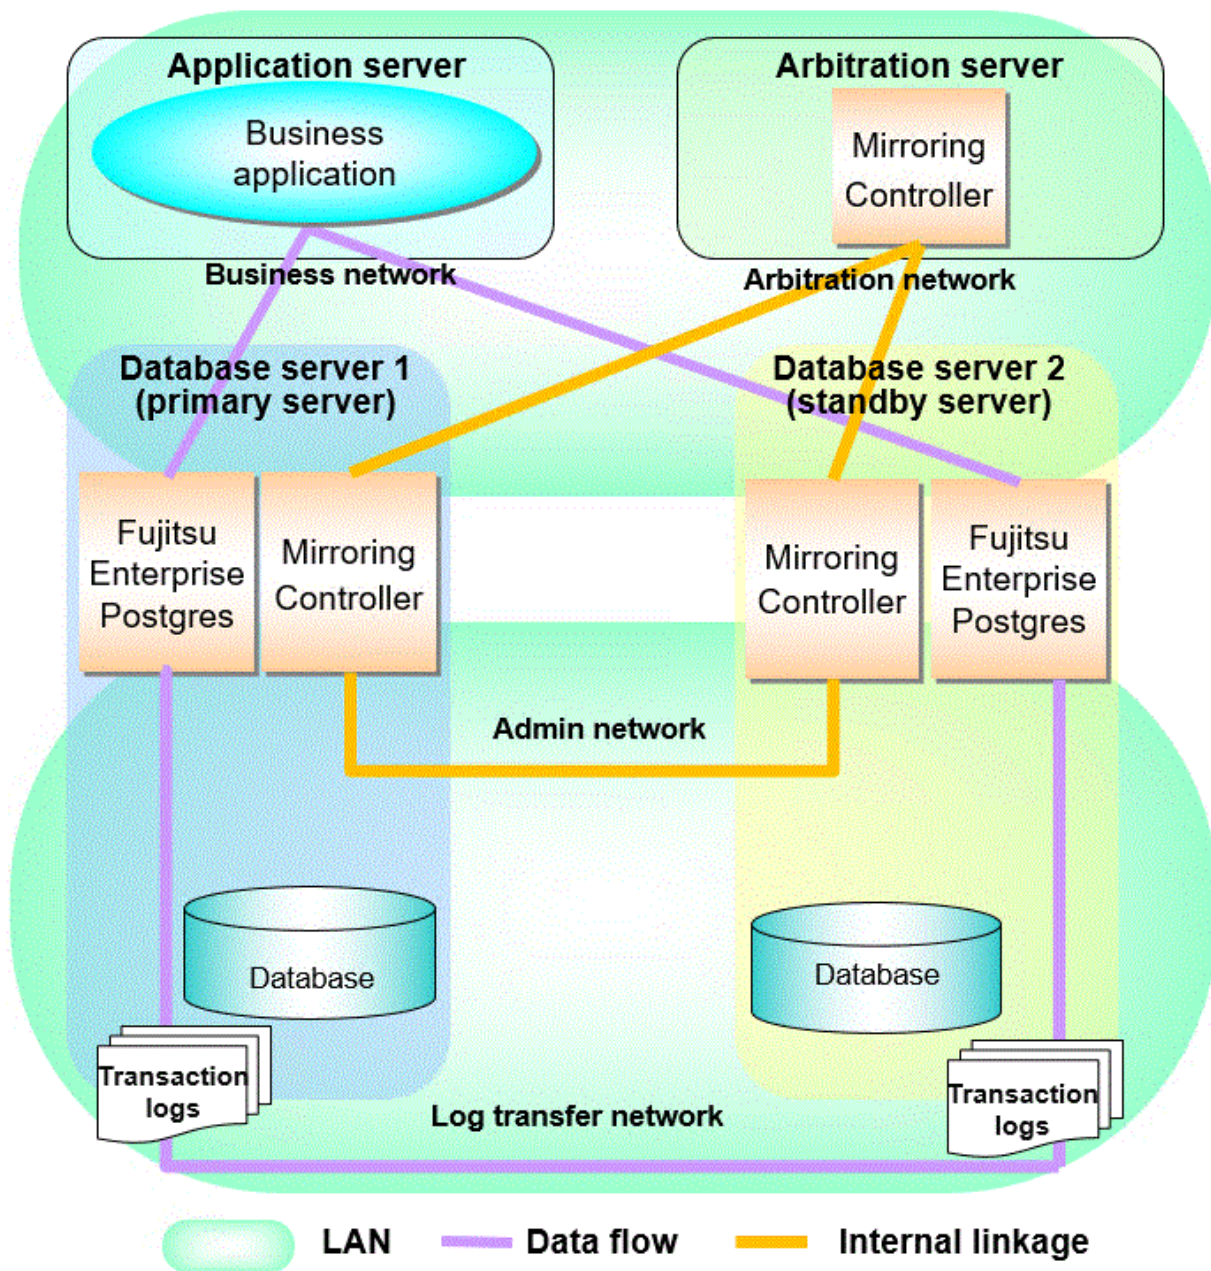 Application server
Business
application
Arbitration server
Mirroring
Controller
Business network
Arbitration network
Database server 1
(primary server)
Database server 2
(standby server)
Fujitsu
Enterprise
Postgres
Mirroring
Controller
Mirroring
Controller
Fujitsu
Enterprise
Postgres
Admin network
Database
Database
Transaction
logs
Log transfer network
Transaction
logs
LAN
Data flow
Internal linkage